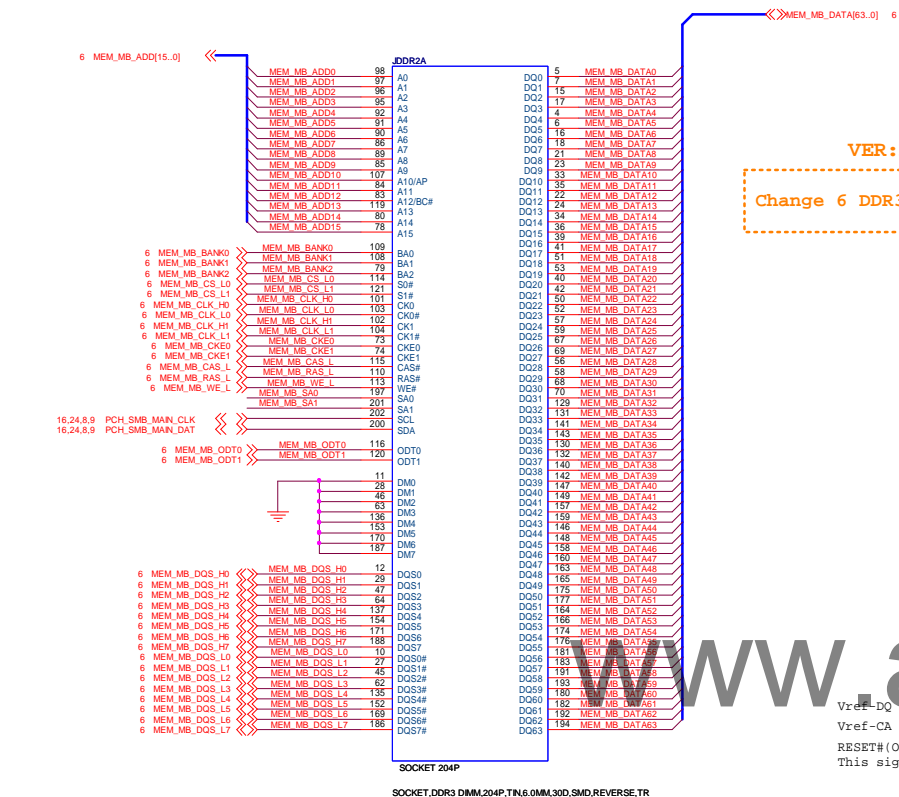 MEM_MB_DATA[63..0] 6
6 MEM_MB_ADD[15..0]
JDDR2A
MEM_MB_ADD0 98 A0 DQ0 5 MEM_MB_DATA0
MEM_MB_ADD1 97 A1 DQ1 7 MEM_MB_DATA1
MEM_MB_ADD2 96 A2 DQ2 15 MEM_MB_DATA2
MEM_MB_ADD3 95 A3 DQ3 17 MEM_MB_DATA3
MEM_MB_ADD4 92 A4 DQ4 4 MEM_MB_DATA4
MEM_MB_ADD5 91 A5 DQ5 6 MEM_MB_DATA5
MEM_MB_ADD6 90 A6 DQ6 16 MEM_MB_DATA6
MEM_MB_ADD7 86 A7 DQ7 18 MEM_MB_DATA7
MEM_MB_ADD8 89 A8 DQ8 21 MEM_MB_DATA8
MEM_MB_ADD9 85 A9 DQ9 23 MEM_MB_DATA9
MEM_MB_ADD10 107 A10/AP DQ10 33 MEM_MB_DATA10
MEM_MB_ADD11 84 A11 DQ11 35 MEM_MB_DATA11
MEM_MB_ADD12 83 A12/BC# DQ12 22 MEM_MB_DATA12
MEM_MB_ADD13 119 A13 DQ13 24 MEM_MB_DATA13
MEM_MB_ADD14 80 A14 DQ14 34 MEM_MB_DATA14
MEM_MB_ADD15 78 A15 DQ15 36 MEM_MB_DATA15
DQ16 39 MEM_MB_DATA16
6 MEM_MB_BANK0 MEM_MB_BANK0 109 BA0 DQ17 41 MEM_MB_DATA17
6 MEM_MB_BANK1 MEM_MB_BANK1 108 BA1 DQ18 51 MEM_MB_DATA18
6 MEM_MB_BANK2 MEM_MB_BANK2 79 BA2 DQ19 53 MEM_MB_DATA19
6 MEM_MB_CS_L0 MEM_MB_CS_L0 114 S0# DQ20 40 MEM_MB_DATA20
6 MEM_MB_CS_L1 MEM_MB_CS_L1 121 S1# DQ21 42 MEM_MB_DATA21
6 MEM_MB_CLK_H0 MEM_MB_CLK_H0 101 CK0 DQ22 50 MEM_MB_DATA22
6 MEM_MB_CLK_L0 MEM_MB_CLK_L0 103 CK0# DQ23 52 MEM_MB_DATA23
6 MEM_MB_CLK_H1 MEM_MB_CLK_H1 102 CK1 DQ24 57 MEM_MB_DATA24
6 MEM_MB_CLK_L1 MEM_MB_CLK_L1 104 CK1# DQ25 59 MEM_MB_DATA25
6 MEM_MB_CKE0 MEM_MB_CKE0 73 CKE0 DQ26 67 MEM_MB_DATA26
6 MEM_MB_CKE1 MEM_MB_CKE1 74 CKE1 DQ27 69 MEM_MB_DATA27
6 MEM_MB_CAS_L MEM_MB_CAS_L 115 CAS# DQ28 56 MEM_MB_DATA28
6 MEM_MB_RAS_L MEM_MB_RAS_L 110 RAS# DQ29 58 MEM_MB_DATA29
6 MEM_MB_WE_L MEM_MB_WE_L 113 WE# DQ30 68 MEM_MB_DATA30
MEM_MB_SA0 197 SA0 DQ31 70 MEM_MB_DATA31
MEM_MB_SA1 201 SA1 DQ32 129 MEM_MB_DATA32
16,24,8,9 PCH_SMB_MAIN_CLK 202 SCL DQ33 131 MEM_MB_DATA33
16,24,8,9 PCH_SMB_MAIN_DAT 200 SDA DQ34 141 MEM_MB_DATA34
DQ35 143 MEM_MB_DATA35
6 MEM_MB_ODT0 MEM_MB_ODT0 116 ODT0 DQ36 130 MEM_MB_DATA36
6 MEM_MB_ODT1 MEM_MB_ODT1 120 ODT1 DQ37 132 MEM_MB_DATA37
DQ38 140 MEM_MB_DATA38
11 DM0 DQ39 142 MEM_MB_DATA39
28 DM1 DQ40 147 MEM_MB_DATA40
46 DM2 DQ41 149 MEM_MB_DATA41
63 DM3 DQ42 157 MEM_MB_DATA42
136 DM4 DQ43 159 MEM_MB_DATA43
153 DM5 DQ44 146 MEM_MB_DATA44
170 DM6 DQ45 148 MEM_MB_DATA45
187 DM7 DQ46 158 MEM_MB_DATA46
DQ47 160 MEM_MB_DATA47
6 MEM_MB_DQS_H0 MEM_MB_DQS_H0 12 DQS0 DQ48 163 MEM_MB_DATA48
6 MEM_MB_DQS_H1 MEM_MB_DQS_H1 29 DQS1 DQ49 165 MEM_MB_DATA49
6 MEM_MB_DQS_H2 MEM_MB_DQS_H2 47 DQS2 DQ50 175 MEM_MB_DATA50
6 MEM_MB_DQS_H3 MEM_MB_DQS_H3 64 DQS3 DQ51 177 MEM_MB_DATA51
6 MEM_MB_DQS_H4 MEM_MB_DQS_H4 137 DQS4 DQ52 164 MEM_MB_DATA52
6 MEM_MB_DQS_H5 MEM_MB_DQS_H5 154 DQS5 DQ53 166 MEM_MB_DATA53
6 MEM_MB_DQS_H6 MEM_MB_DQS_H6 171 DQS6 DQ54 174 MEM_MB_DATA54
6 MEM_MB_DQS_H7 MEM_MB_DQS_H7 188 DQS7 DQ55 176 MEM_MB_DATA55
6 MEM_MB_DQS_L0 MEM_MB_DQS_L0 10 DQS0# DQ56 181 MEM_MB_DATA56
6 MEM_MB_DQS_L1 MEM_MB_DQS_L1 27 DQS1# DQ57 183 MEM_MB_DATA57
6 MEM_MB_DQS_L2 MEM_MB_DQS_L2 45 DQS2# DQ58 191 MEM_MB_DATA58
6 MEM_MB_DQS_L3 MEM_MB_DQS_L3 62 DQS3# DQ59 193 MEM_MB_DATA59
6 MEM_MB_DQS_L4 MEM_MB_DQS_L4 135 DQS4# DQ60 180 MEM_MB_DATA60
6 MEM_MB_DQS_L5 MEM_MB_DQS_L5 152 DQS5# DQ61 182 MEM_MB_DATA61
6 MEM_MB_DQS_L6 MEM_MB_DQS_L6 169 DQS6# DQ62 192 MEM_MB_DATA62
6 MEM_MB_DQS_L7 MEM_MB_DQS_L7 186 DQS7# DQ63 194 MEM_MB_DATA63
SOCKET 204P
SOCKET,DDR3 DIMM,204P,TIN,6.0MM,30D,SMD,REVERSE,TR
VER:
Change 6 DDR3
www.a
Vref-DQ
Vref-CA
RESET#(O
This sig